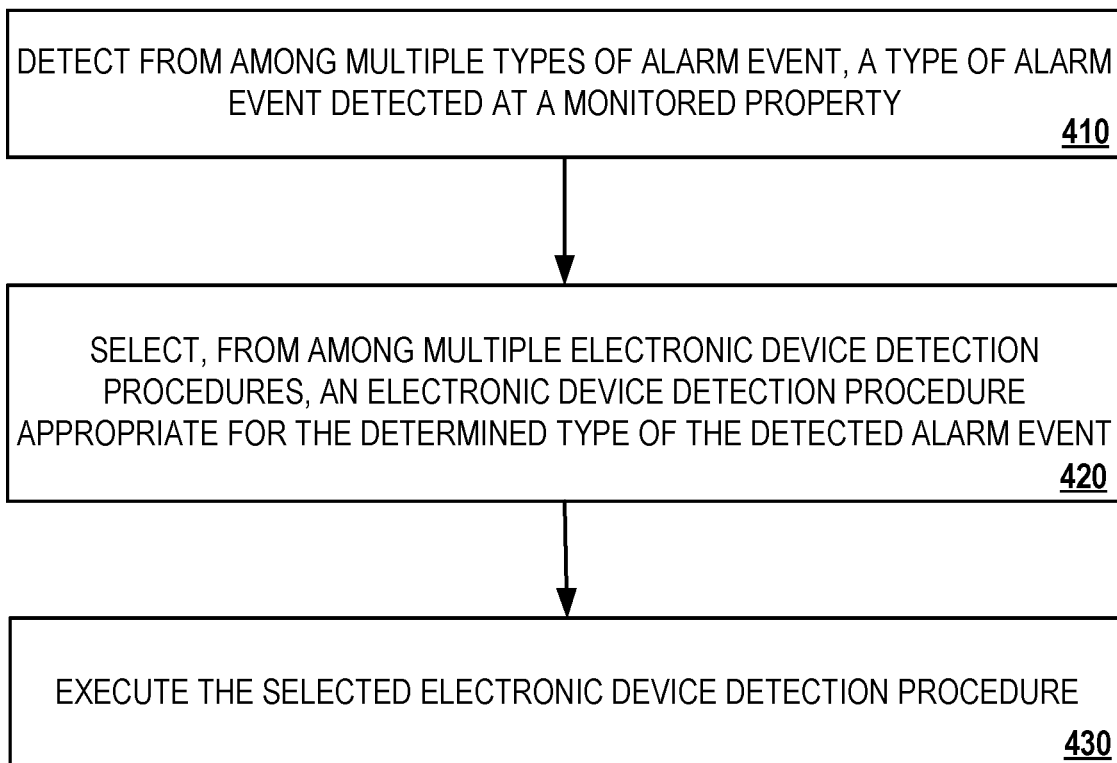 DETECT FROM AMONG MULTIPLE TYPES OF ALARM EVENT, A TYPE OF ALARM
EVENT DETECTED AT A MONITORED PROPERTY
410
SELECT, FROM AMONG MULTIPLE ELECTRONIC DEVICE DETECTION
PROCEDURES, AN ELECTRONIC DEVICE DETECTION PROCEDURE
APPROPRIATE FOR THE DETERMINED TYPE OF THE DETECTED ALARM EVENT
420
EXECUTE THE SELECTED ELECTRONIC DEVICE DETECTION PROCEDURE
430